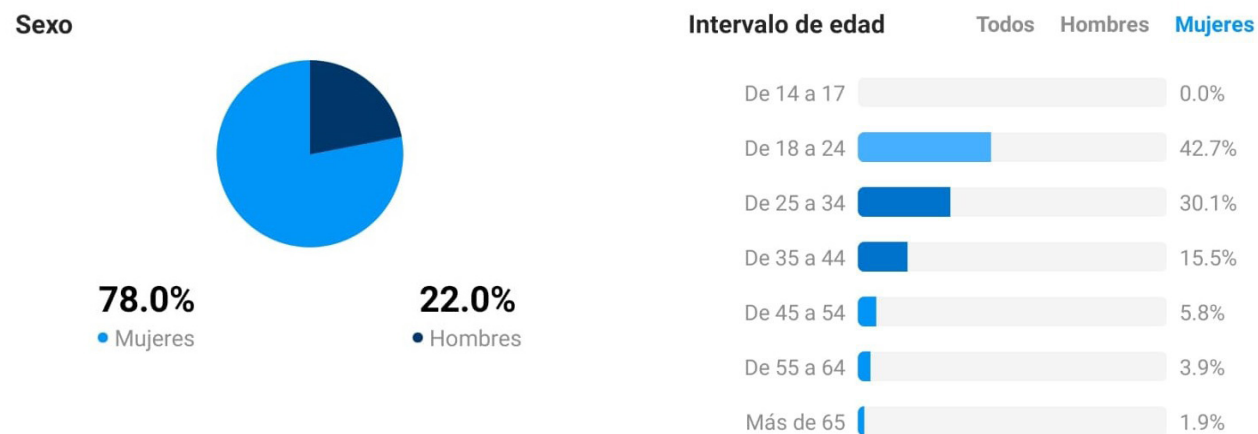 Sexo
78.0%
Mujeres
22.0%
Hombres
Intervalo de edad
Todos Hombres Mujeres
De 14 a 17 0.0%
De 18 a 24 42.7%
De 25 a 34 30.1%
De 35 a 44 15.5%
De 45 a 54 5.8%
De 55 a 64 3.9%
Más de 65 1.9%